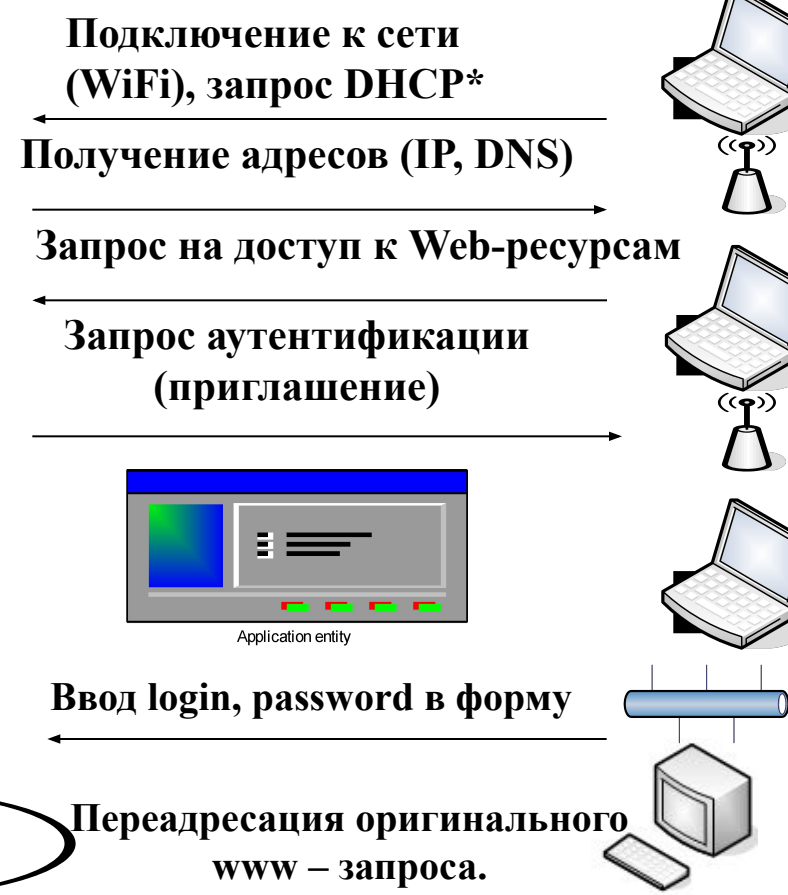 Подключение к сети
(WiFi), запрос DHCP*
Получение адресов (IP, DNS)
Запрос на доступ к Web-ресурсам
Запрос аутентификации
(приглашение)
Application entity
Ввод login, password в форму
Переадресация оригинального
www – запроса.